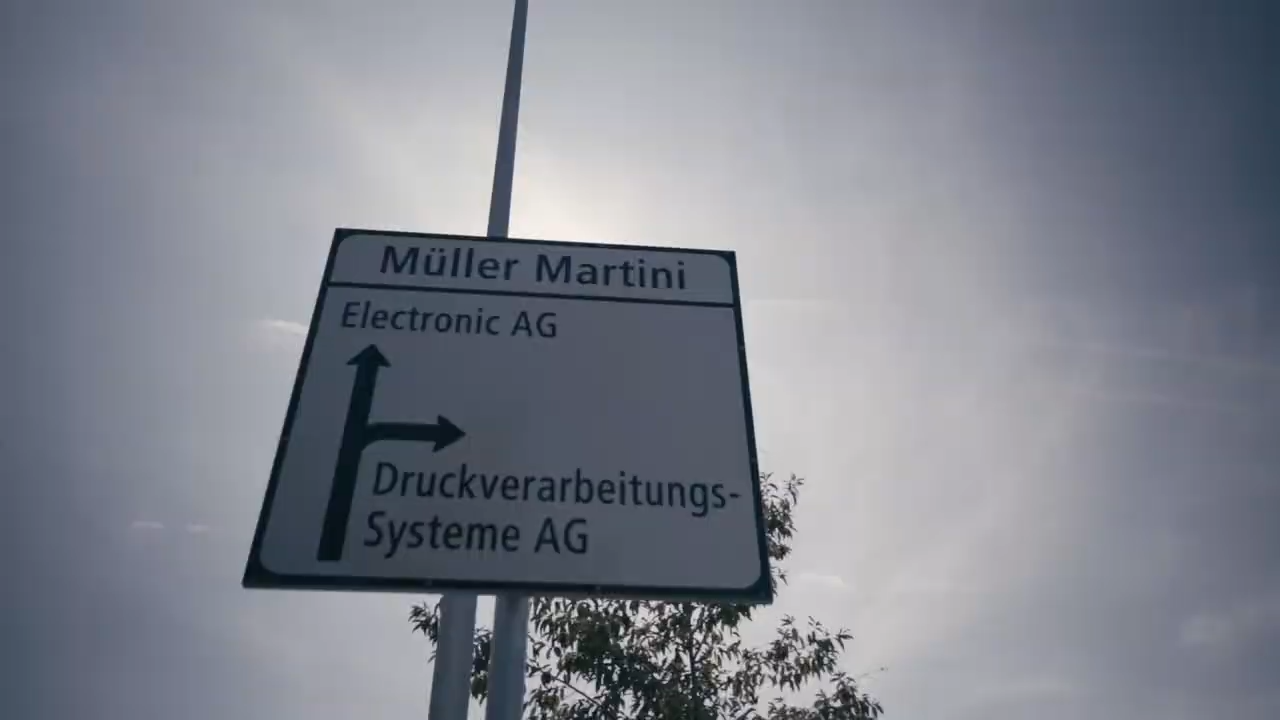 Müller Martini
Electronic AG
Druckverarbeitungs-
Systeme AG